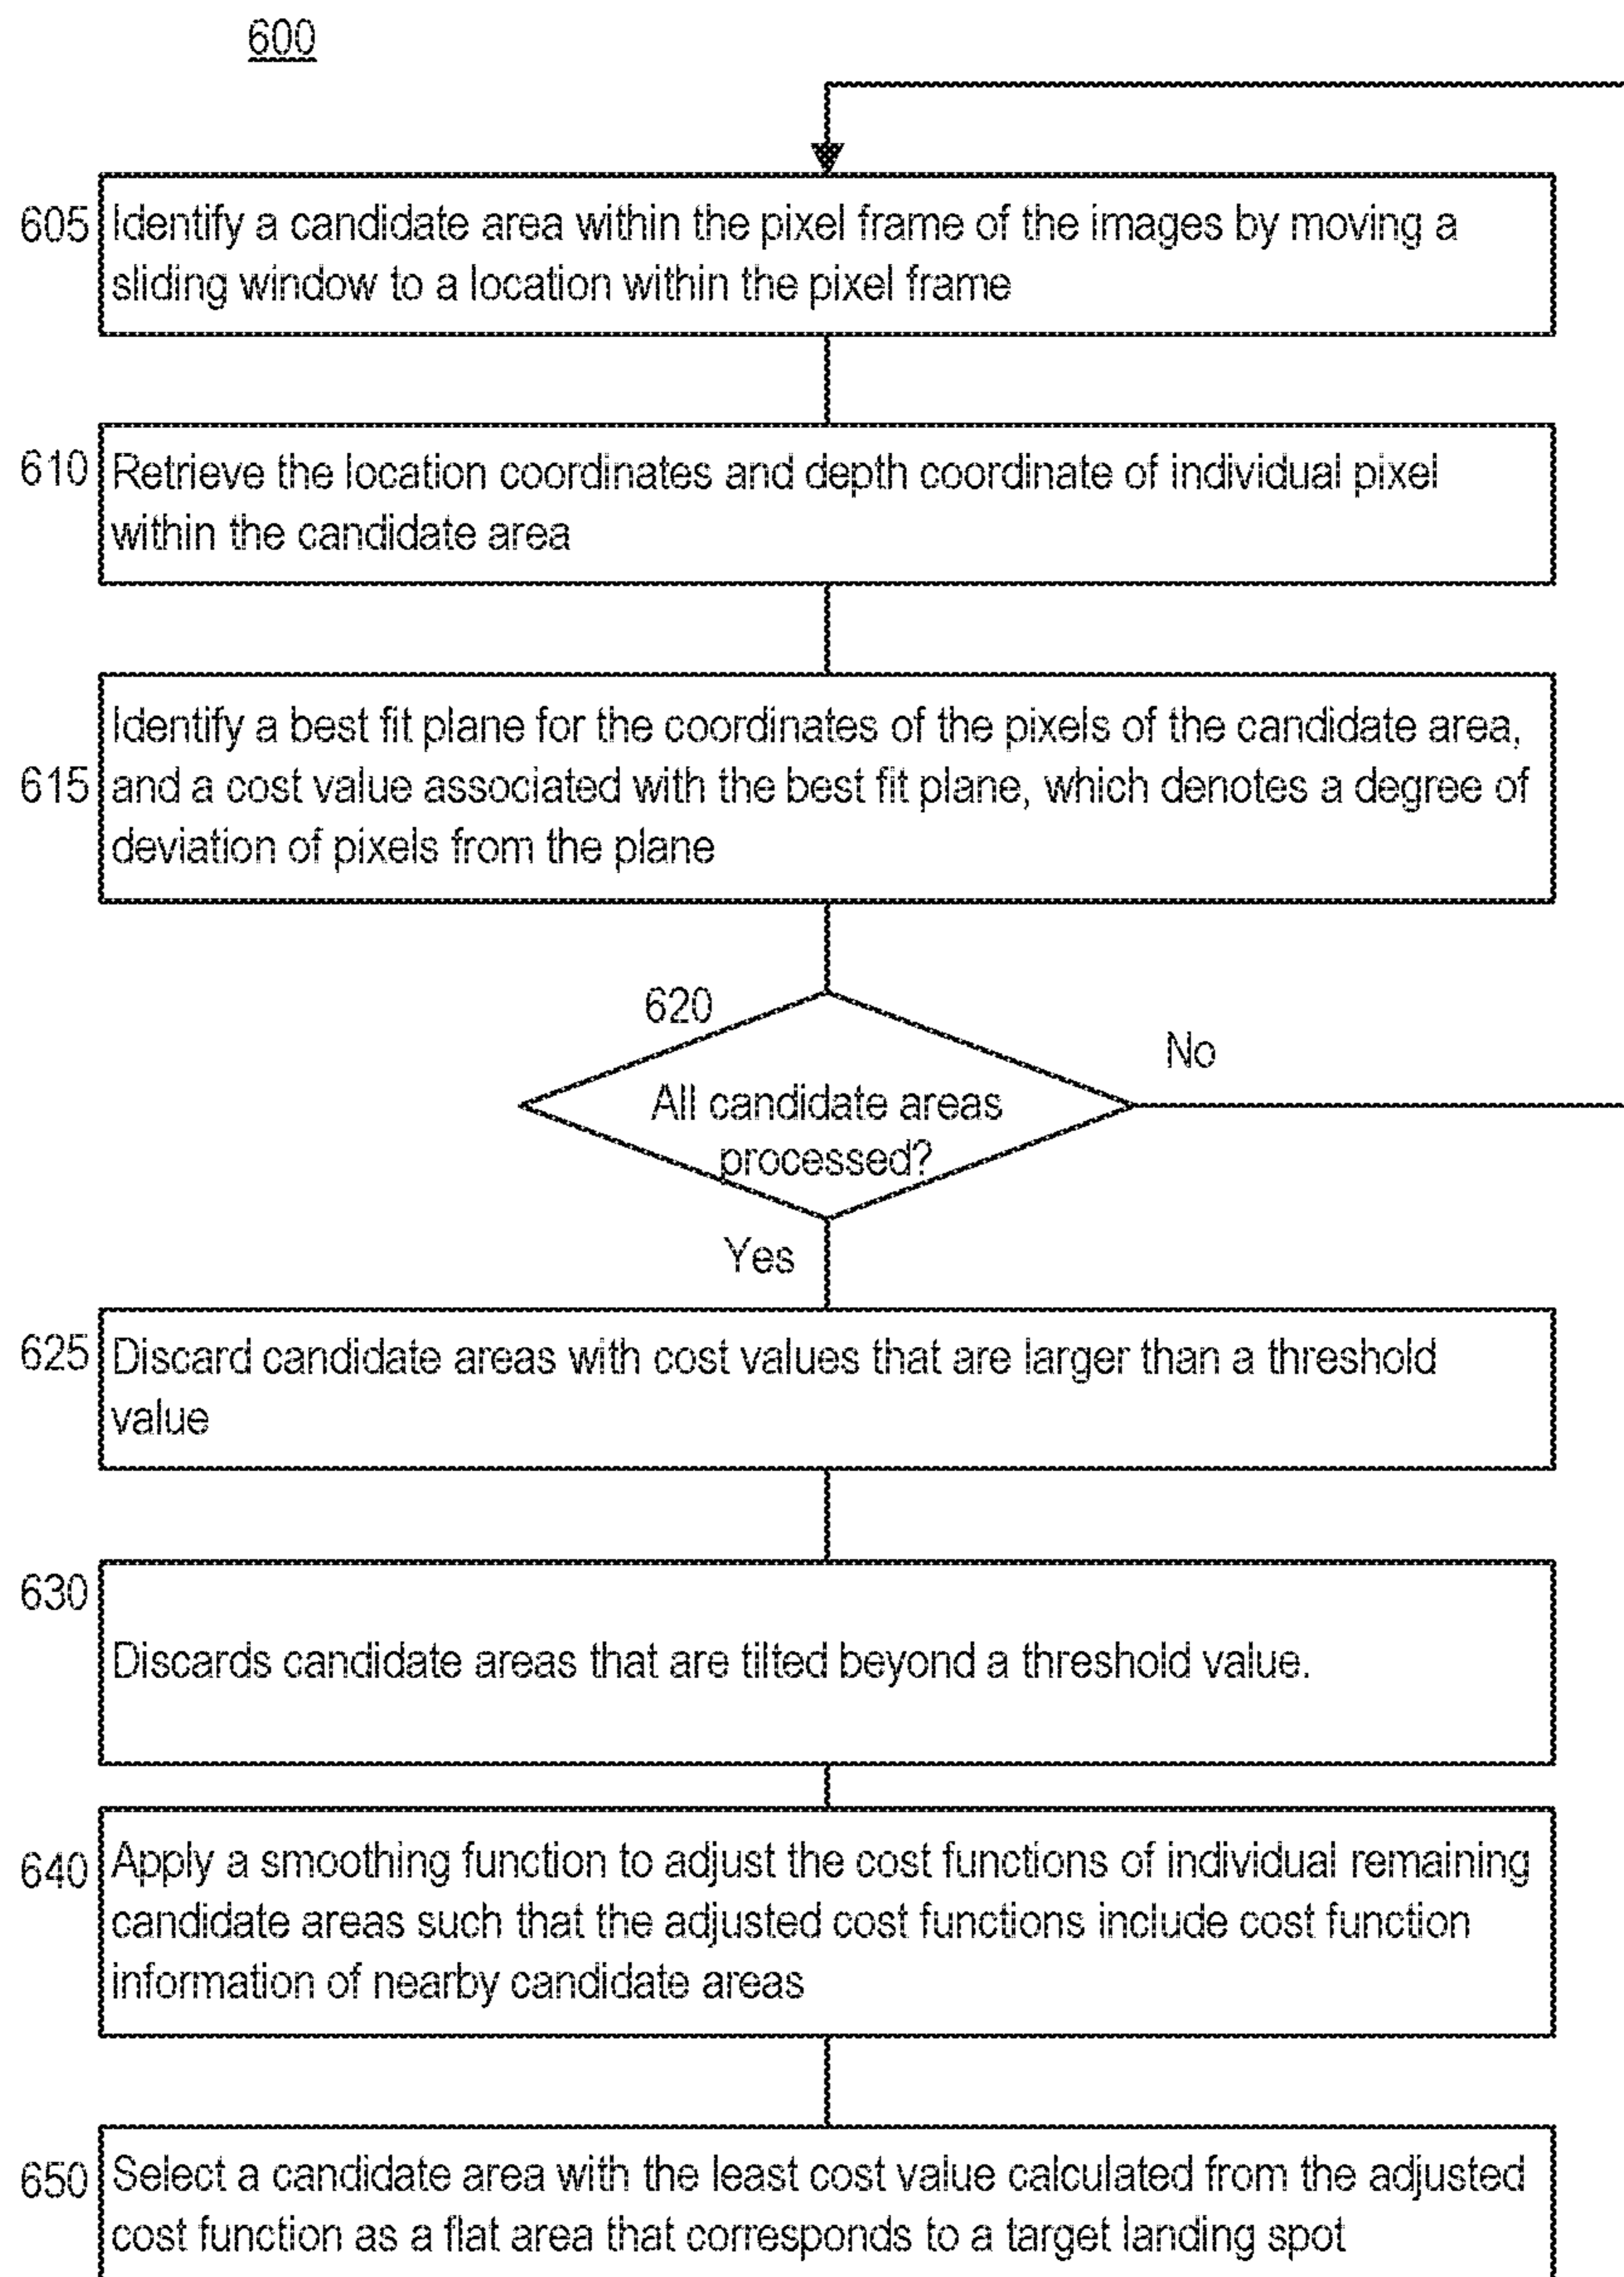 600
605
Identify a candidate area within the pixel frame of the images by moving a
sliding window to a location within the pixel frame
610
Retrieve the location coordinates and depth coordinate of individual pixel
within the candidate area
Identify a best fit plane for the coordinates of the pixels of the candidate area,
615
and a cost value associated with the best fit plane, which denotes a degree of
deviation of pixels from the plane
620
No
All candidate areas
processed?
Yes
625
Discard candidate areas with cost values that are larger than a threshold
value
630
Discards candidate areas that are tilted beyond a threshold value.
640
Apply a smoothing function to adjust the cost functions of individual remaining
candidate areas such that the adjusted cost functions include cost function
information of nearby candidate areas
650
Select a candidate area with the least cost value calculated from the adjusted
cost function as a flat area that corresponds to a target landing spot